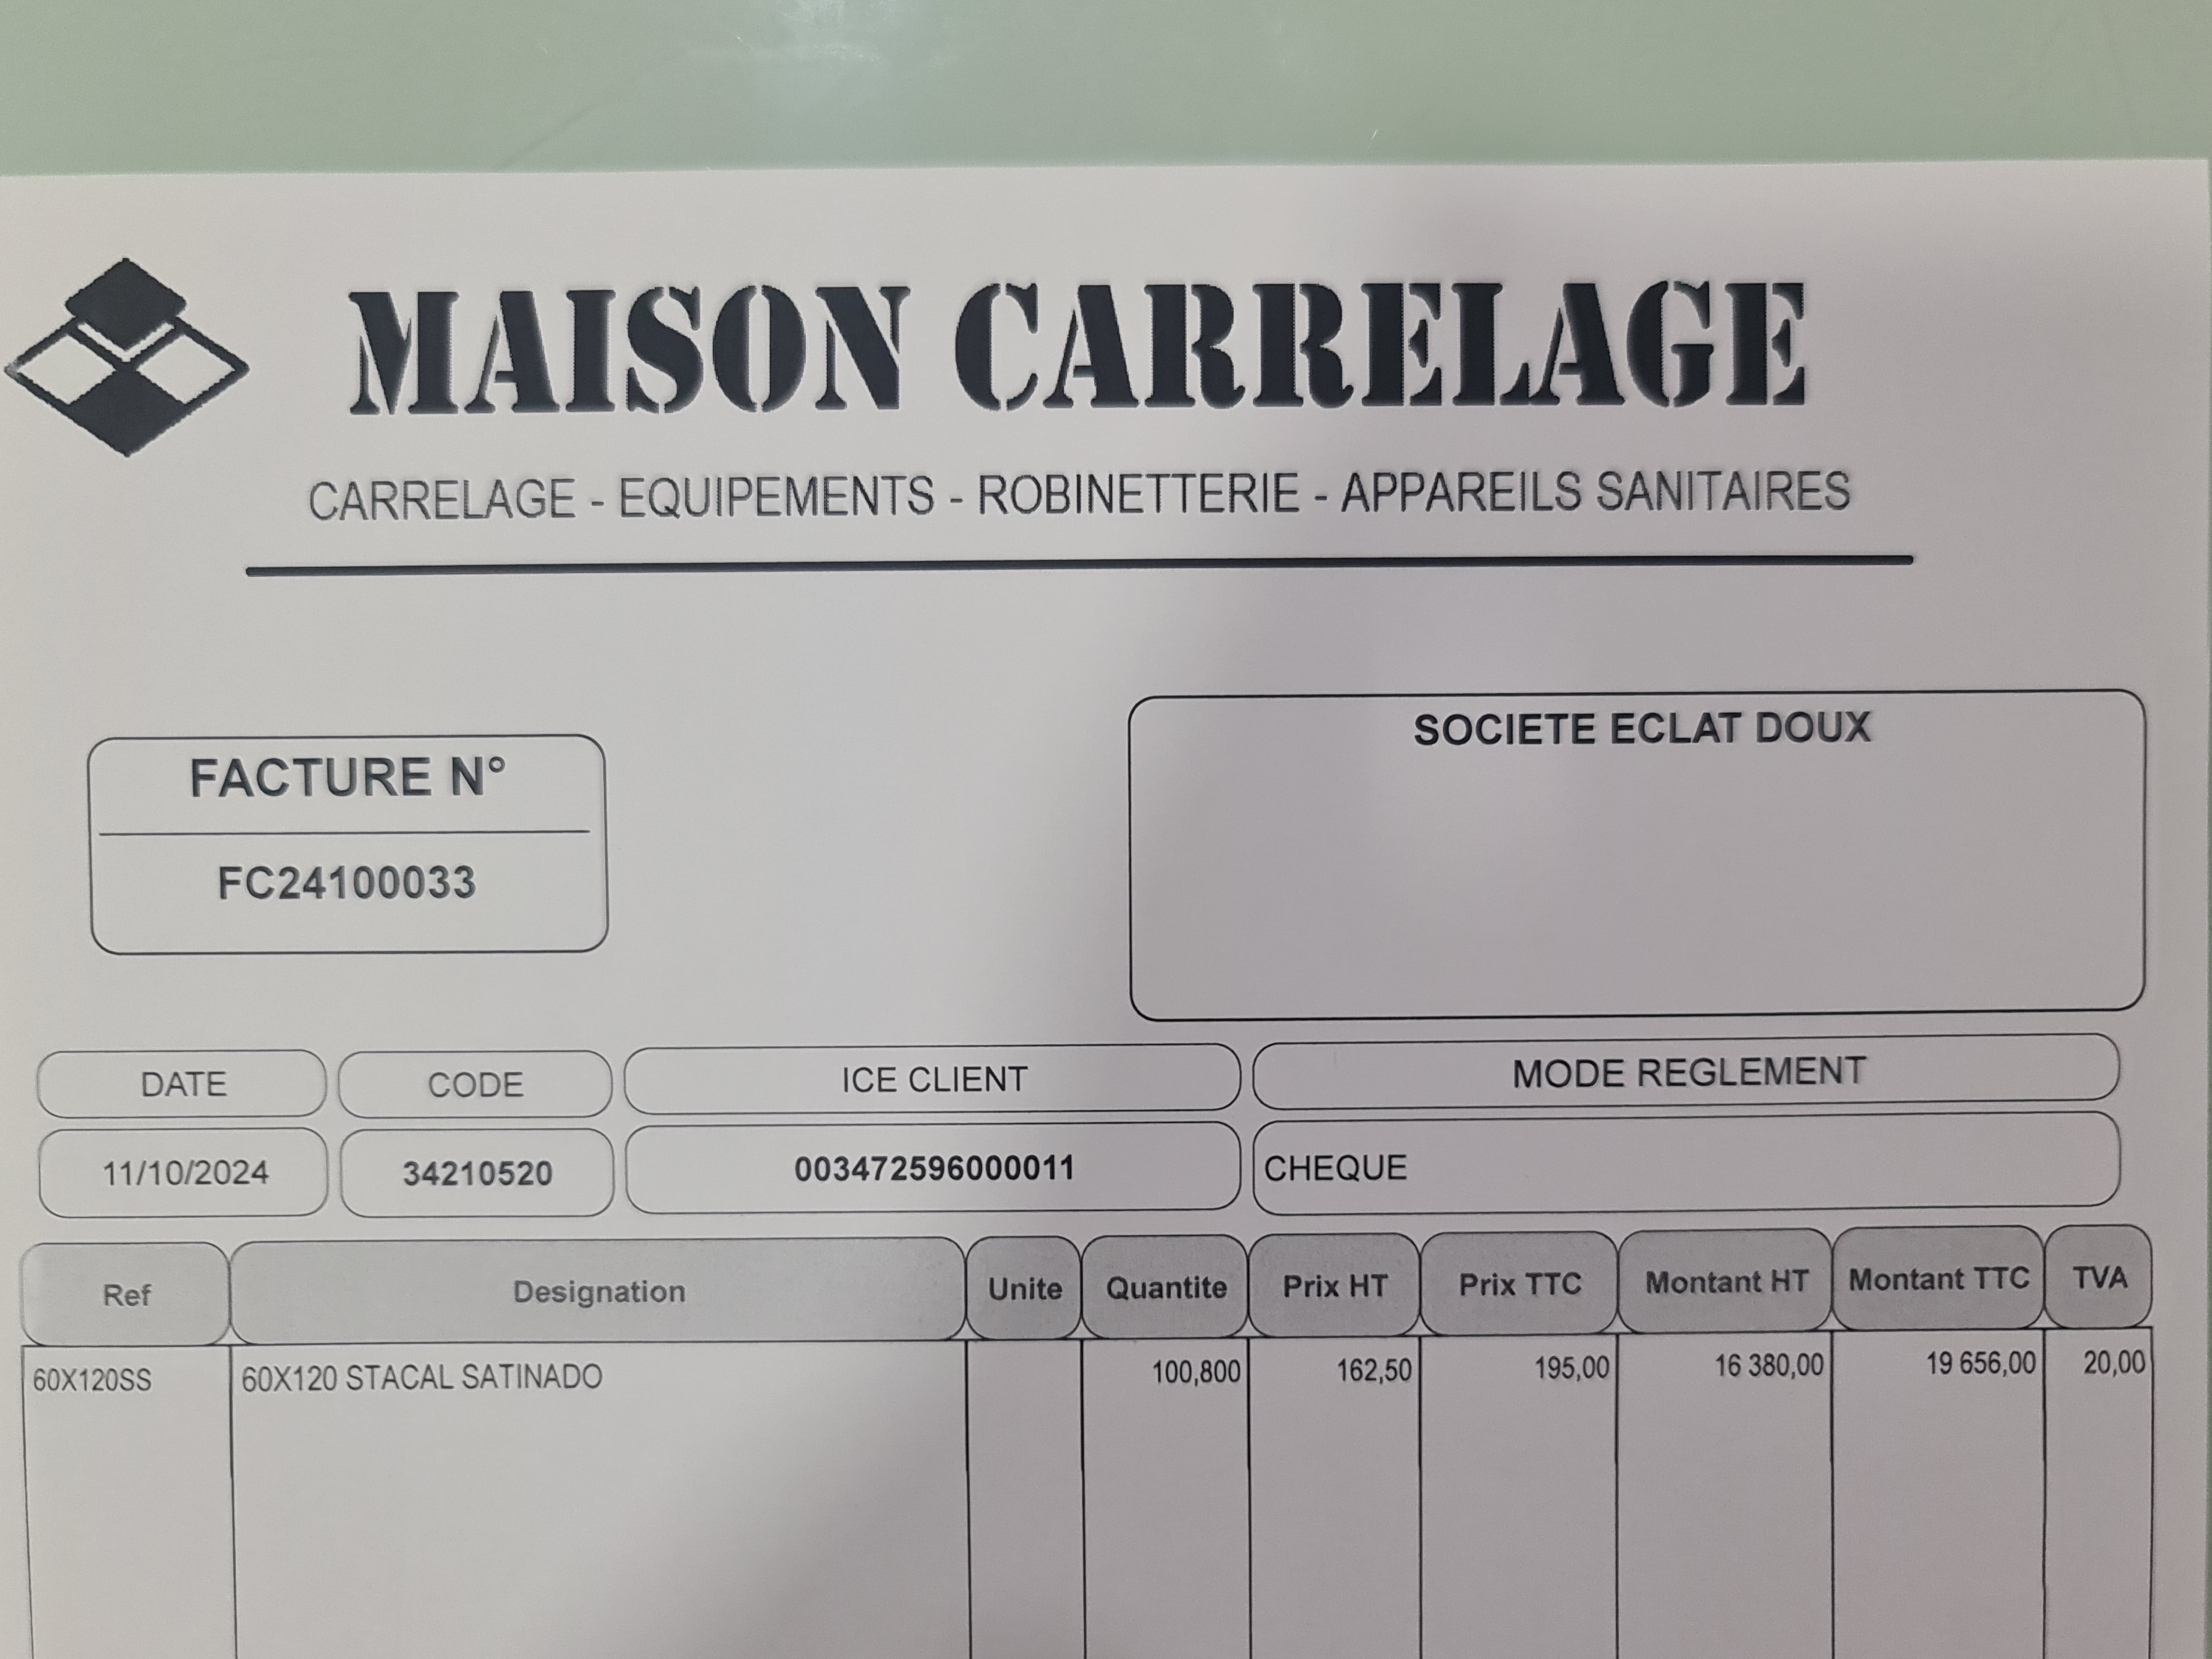 MAISON CARRELAGE
CARRELAGE - EQUIPEMENTS - ROBINETTERIE - APPAREILS SANITAIRES
FACTURE N°
FC24100033
SOCIETE ECLAT DOUX
DATE CODE ICE CLIENT MODE REGLEMENT
11/10/2024 34210520 003472596000011 CHEQUE
Ref Designation Unite Quantite Prix HT Prix TTC Montant HT Montant TTC TVA
60X120SS 60X120 STACAL SATINADO 100,800 162,50 195,00 16 380,00 19 656,00 20,00